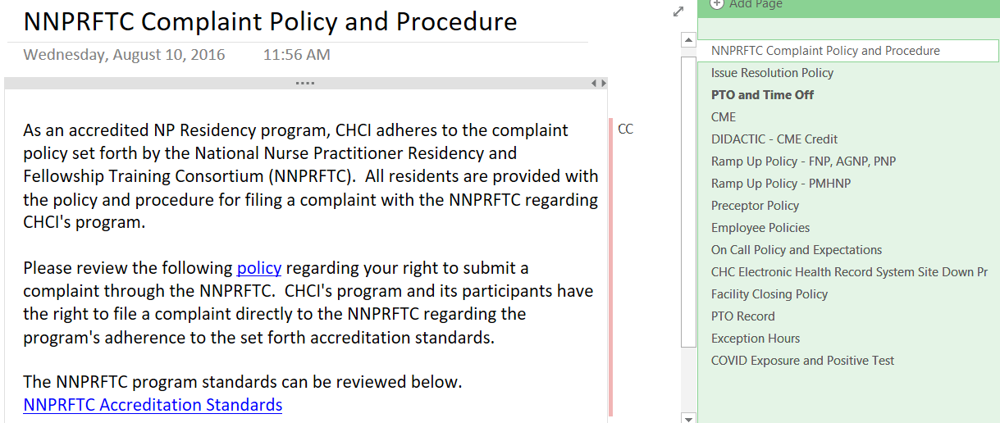 NNPRFTC Complaint Policy and Procedure
Wednesday, August 10, 2016 11:56 AM
As an accredited NP Residency program, CHCI adheres to the complaint
policy set forth by the National Nurse Practitioner Residency and
Fellowship Training Consortium (NNPRFTC).  All residents are provided with
the policy and procedure for filing a complaint with the NNPRFTC regarding
CHCI's program.
Please review the following policy regarding your right to submit a
complaint through the NNPRFTC.  CHCI's program and its participants have
the right to file a complaint directly to the NNPRFTC regarding the
program's adherence to the set forth accreditation standards.
The NNPRFTC program standards can be reviewed below.
NNPRFTC Accreditation Standards
CC
Add Page
NNPRFTC Complaint Policy and Procedure
Issue Resolution Policy
PTO and Time Off
CME
DIDACTIC - CME Credit
Ramp Up Policy - FNP, AGNP, PNP
Ramp Up Policy - PMHNP
Preceptor Policy
Employee Policies
On Call Policy and Expectations
CHC Electronic Health Record System Site Down Pr
Facility Closing Policy
PTO Record
Exception Hours
COVID Exposure and Positive Test